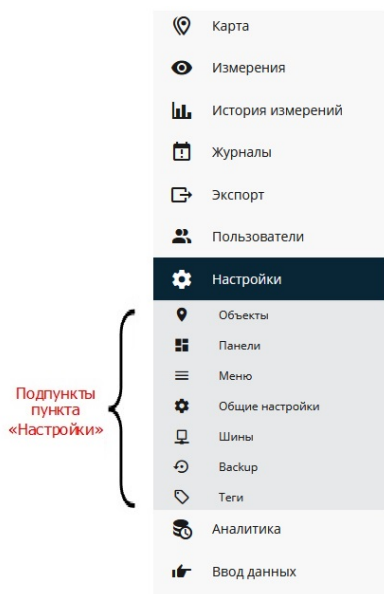 Карта
Измерения
История измерений
Журналы
Экспорт
Пользователи
Настройки
Объекты
Панели
Меню
Общие настройки
Шины
Backup
Теги
Аналитика
Ввод данных
Подпункты
пункта
«Настройки»